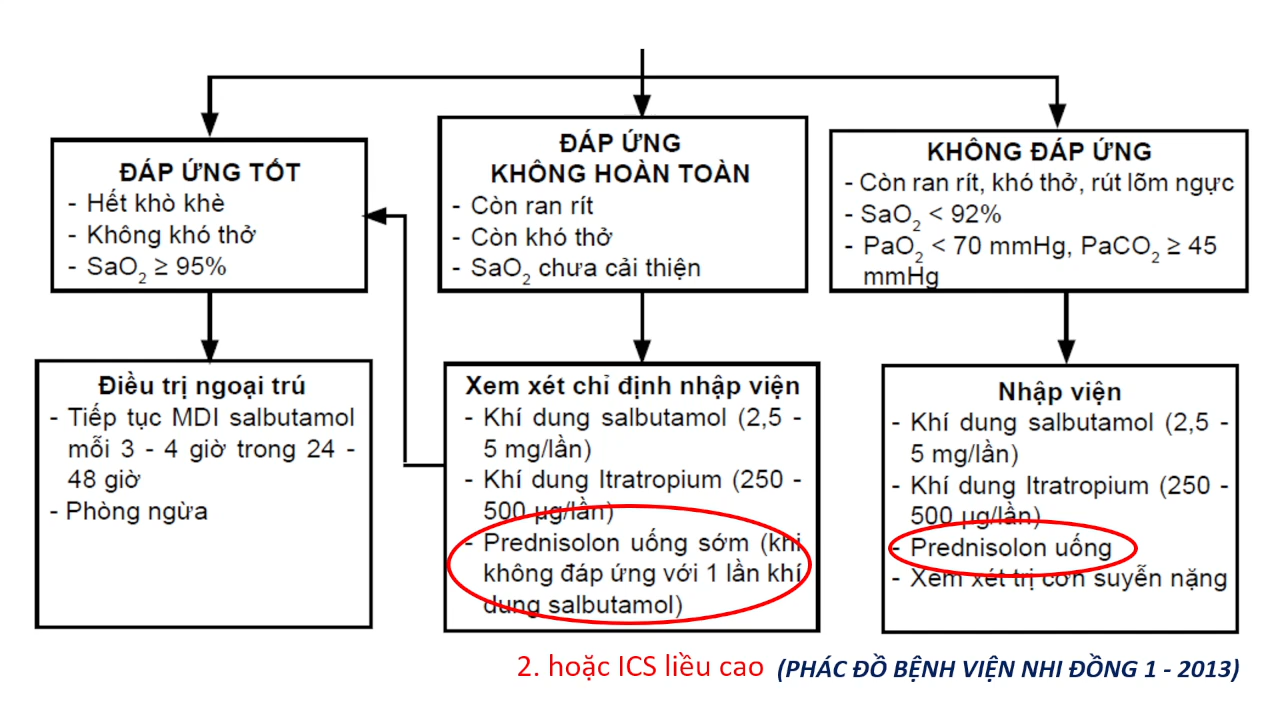 ĐÁP ỨNG TỐT
- Hết khò khè
- Không khó thở
- SaO2 ≥ 95%
ĐÁP ỨNG
KHÔNG HOÀN TOÀN
- Còn ran rít
- Còn khó thở
- SaO2 chưa cải thiện
KHÔNG ĐÁP ỨNG
- Còn ran rít, khó thở, rút lõm ngực
- SaO2 < 92%
- PaO2 < 70 mmHg, PaCO2 ≥ 45
mmHg
Điều trị ngoại trú
- Tiếp tục MDI salbutamol
mỗi 3 - 4 giờ trong 24 -
48 giờ
- Phòng ngừa
Xem xét chỉ định nhập viện
- Khí dung salbutamol (2,5 -
5 mg/lần)
- Khí dung Itratropium (250 -
500 μg/lần)
- Prednisolon uống sớm (khi
không đáp ứng với 1 lần khí
dung salbutamol)
Nhập viện
- Khí dung salbutamol (2,5 -
5 mg/lần)
- Khí dung Itratropium (250 -
500 μg/lần)
- Prednisolon uống
- Xem xét trị cơn suyễn nặng
2. hoặc ICS liều cao (PHÁC ĐỒ BỆNH VIỆN NHI ĐỒNG 1 - 2013)